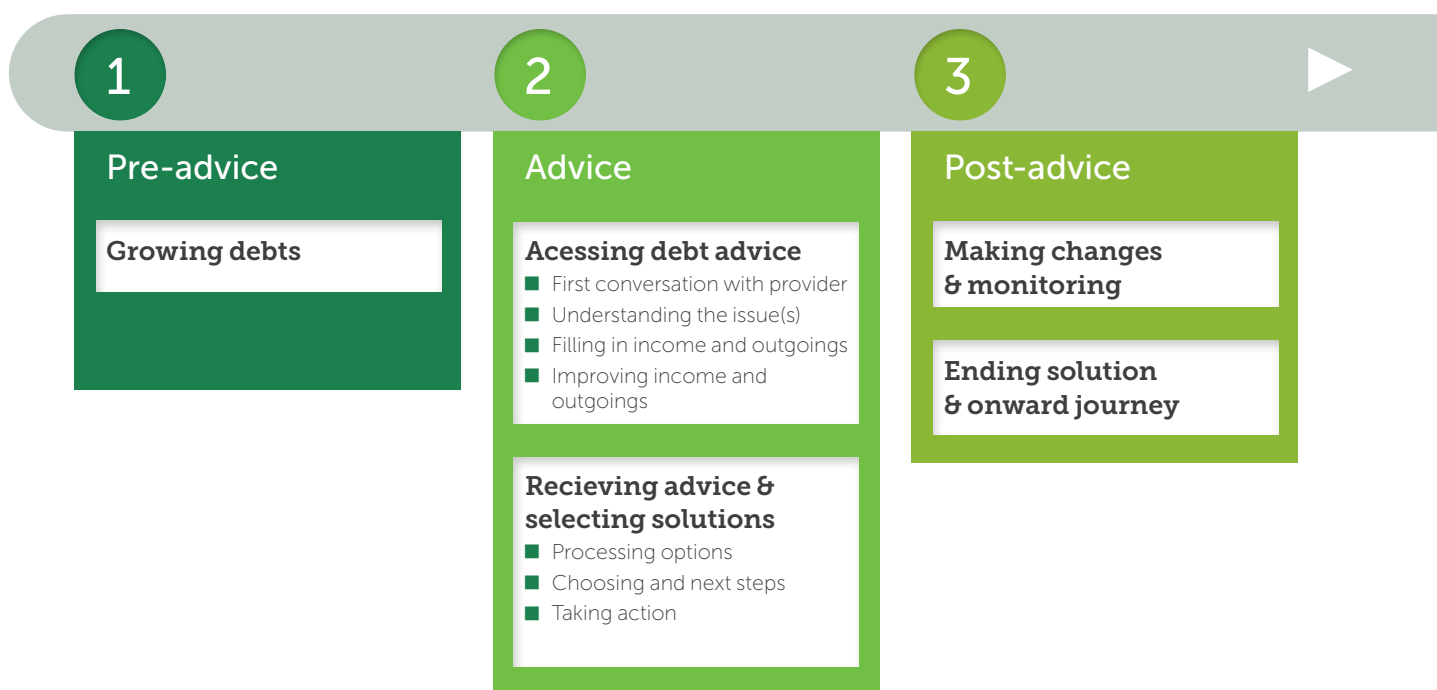 1
Pre-advice
Growing debts
2
Advice
Acessing debt advice
First conversation with provider
Understanding the issue(s)
Filling in income and outgoings
Improving income and
outgoings
Recieving advice &
selecting solutions
Processing options
Choosing and next steps
Taking action
3
Post-advice
Making changes
& monitoring
Ending solution
& onward journey